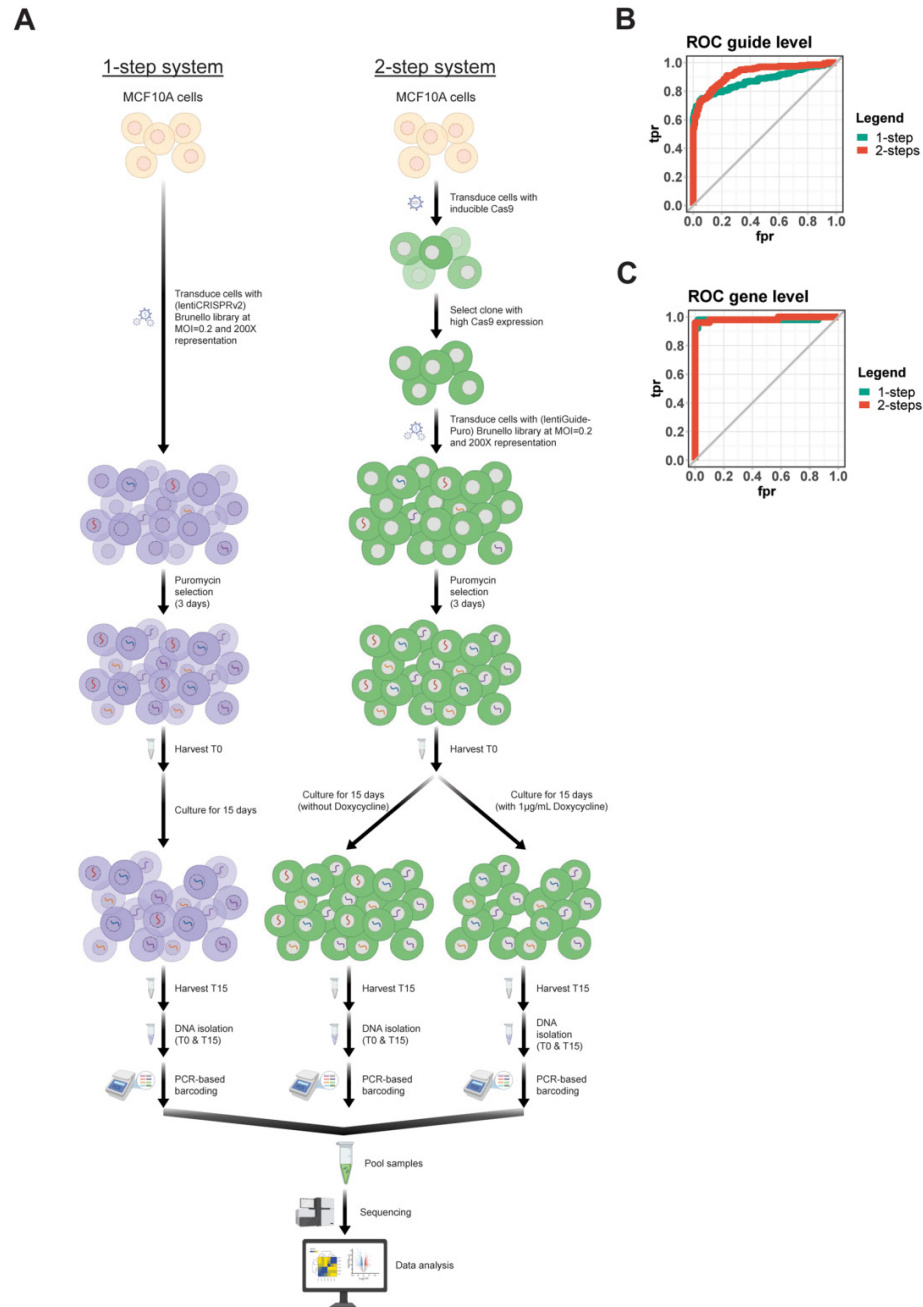 A
1-step system
2-step system
MCF10A cells
MCF10A cells
Transduce cells with
inducible Cas9
Select clone with
high Cas9 expression
Transduce cells with
(lentiCRISPRv2)
Brunello library at
MOI=0.2 and 200X
representation
Transduce cells with (lentiGuide-
Puro) Brunello library at MOI=0.2
and 200X representation
Puromycin
selection
(3 days)
Puromycin
selection
(3 days)
Harvest T0
Harvest T0
Culture for 15 days
Culture for 15 days
(without Doxycycline)
Culture for 15 days
(with 1µg/mL Doxycycline)
Harvest T15
Harvest T15
Harvest T15
DNA isolation
(T0 & T15)
DNA isolation
(T0 & T15)
DNA
isolation
(T0 & T15)
PCR-based
barcoding
PCR-based
barcoding
PCR-based
barcoding
Pool samples
Sequencing
Data analysis
B
ROC guide level
tpr
1.0
0.8
0.6
0.4
0.2
0.0
0.0 0.2 0.4 0.6 0.8 1.0
fpr
Legend
1-step
2-steps
C
ROC gene level
tpr
1.0
0.8
0.6
0.4
0.2
0.0
0.0 0.2 0.4 0.6 0.8 1.0
fpr
Legend
1-step
2-steps